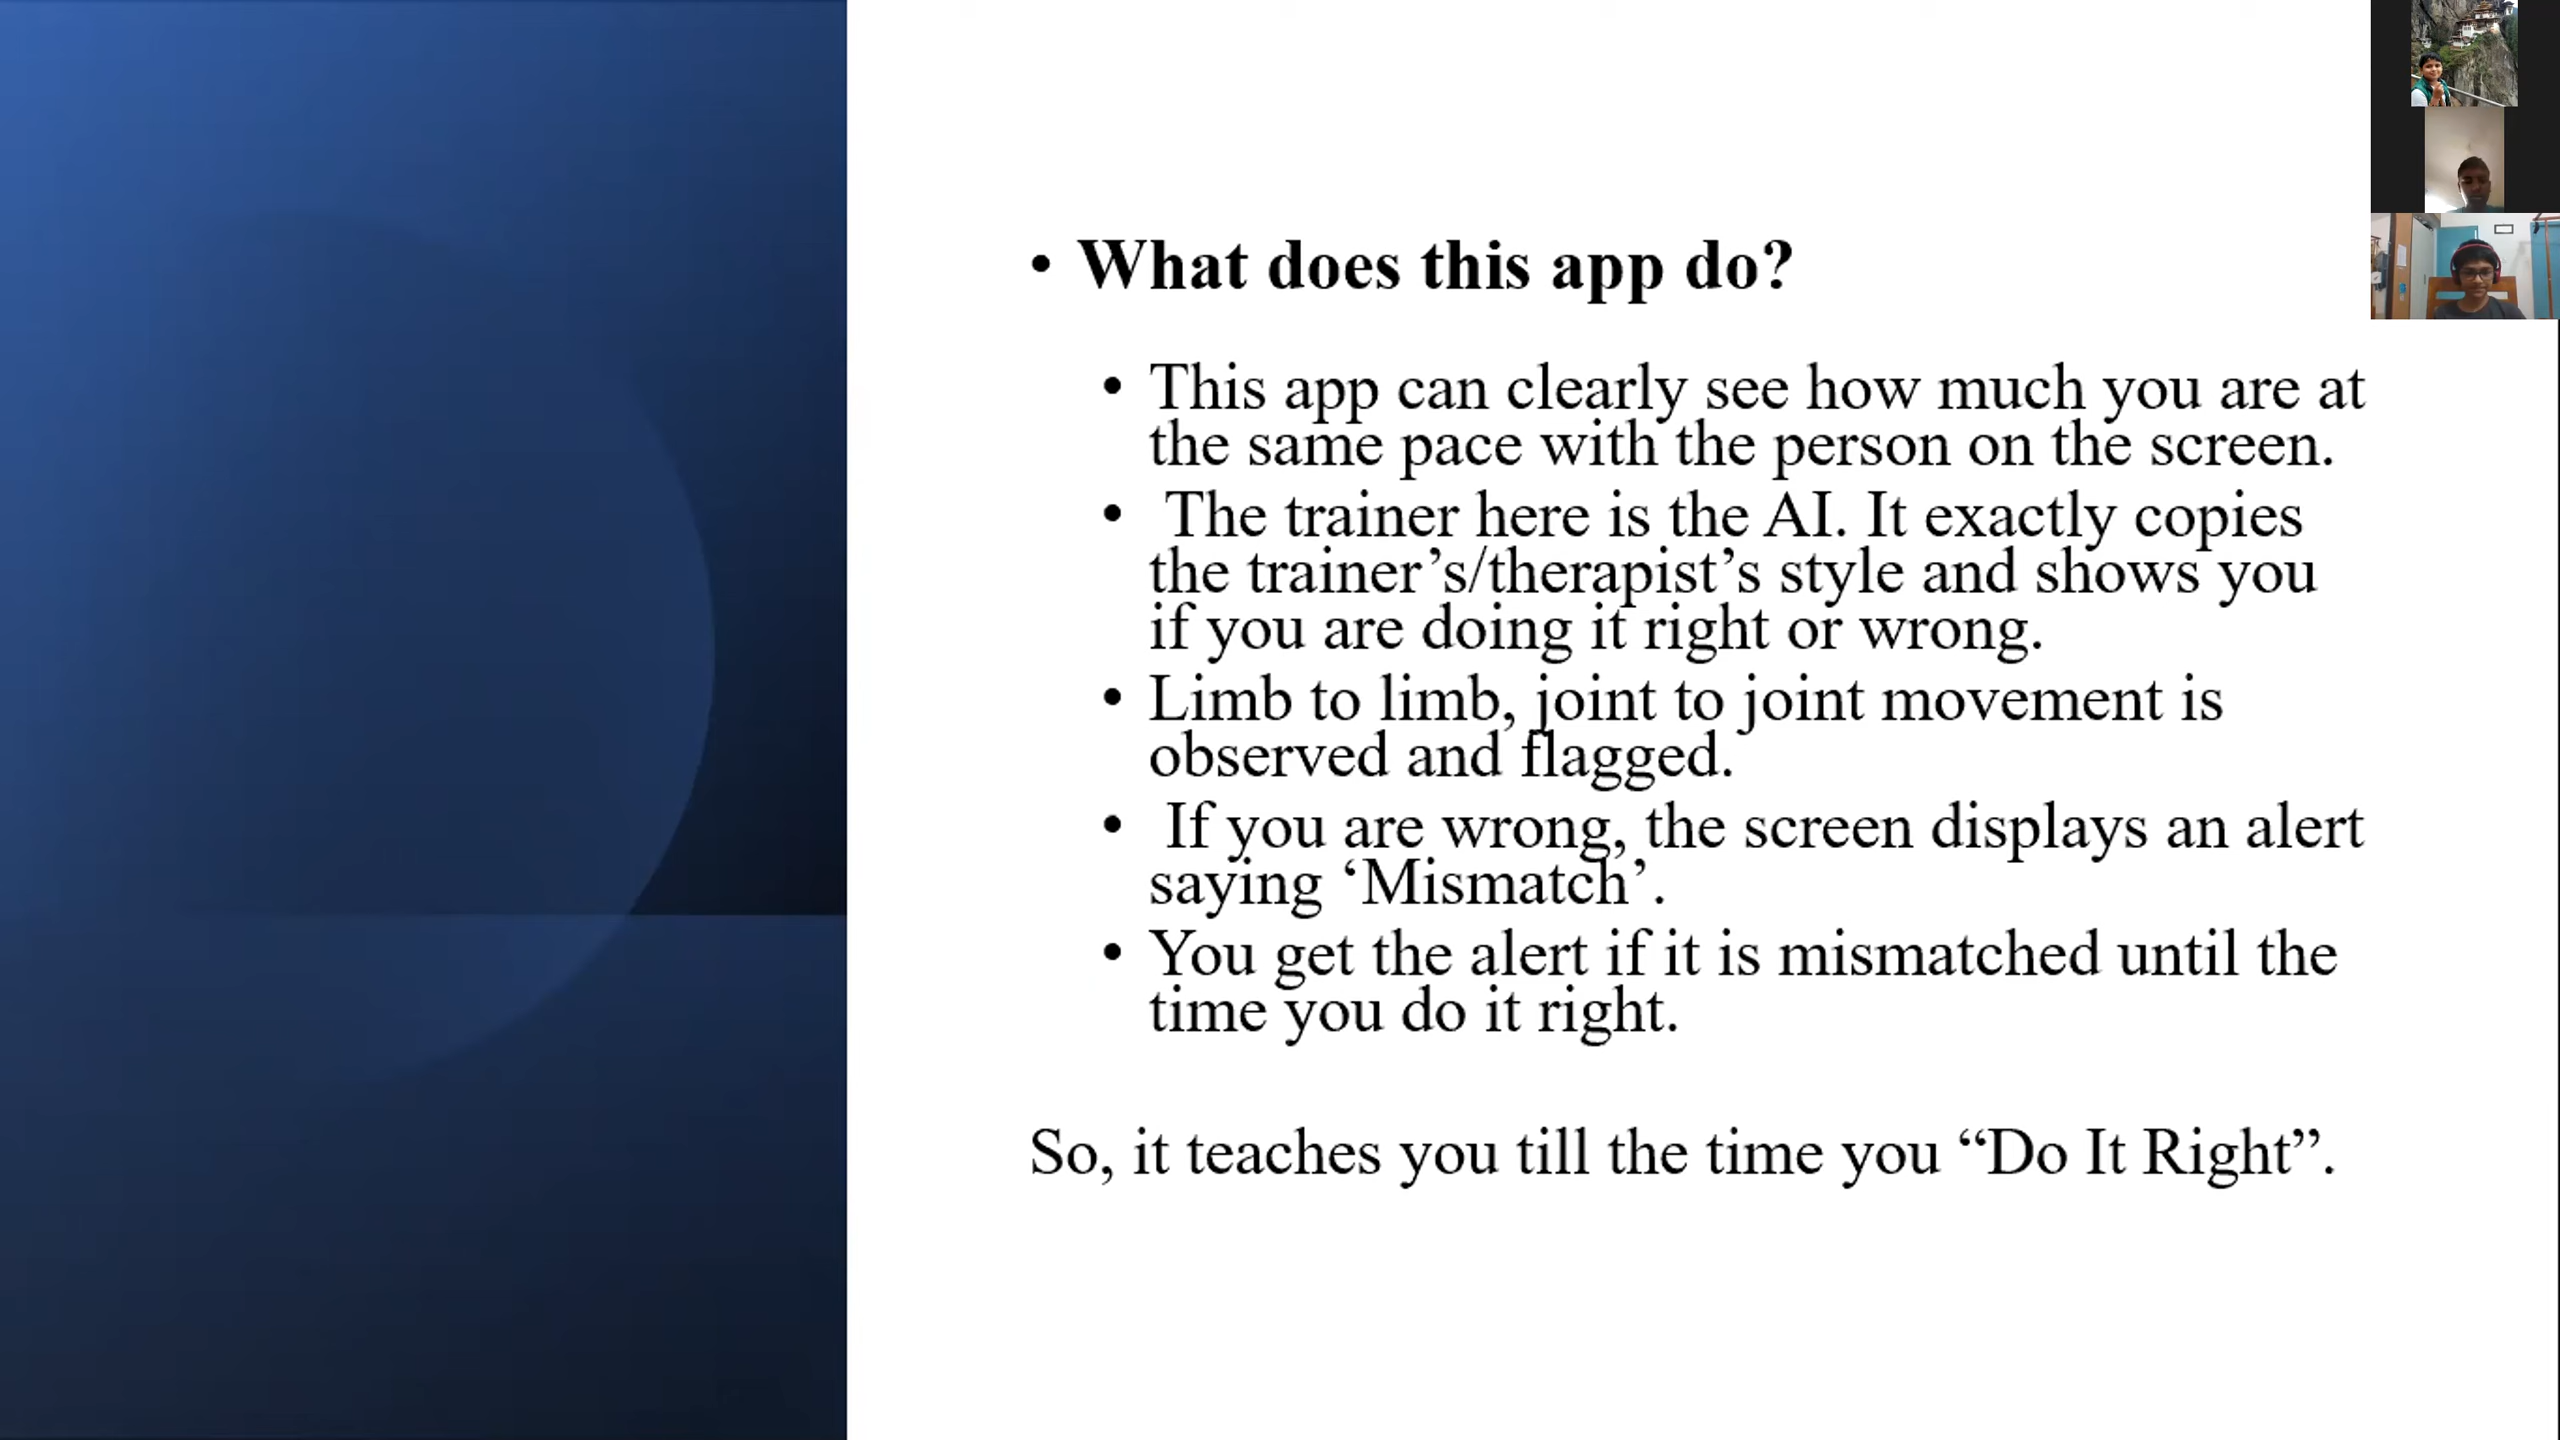 • What does this app do?
• This app can clearly see how much you are at
the same pace with the person on the screen.
• The trainer here is the AI. It exactly copies
the trainer’s/therapist’s style and shows you
if you are doing it right or wrong.
• Limb to limb, joint to joint movement is
observed and flagged.
• If you are wrong, the screen displays an alert
saying ‘Mismatch’.
• You get the alert if it is mismatched until the
time you do it right.
So, it teaches you till the time you “Do It Right”.